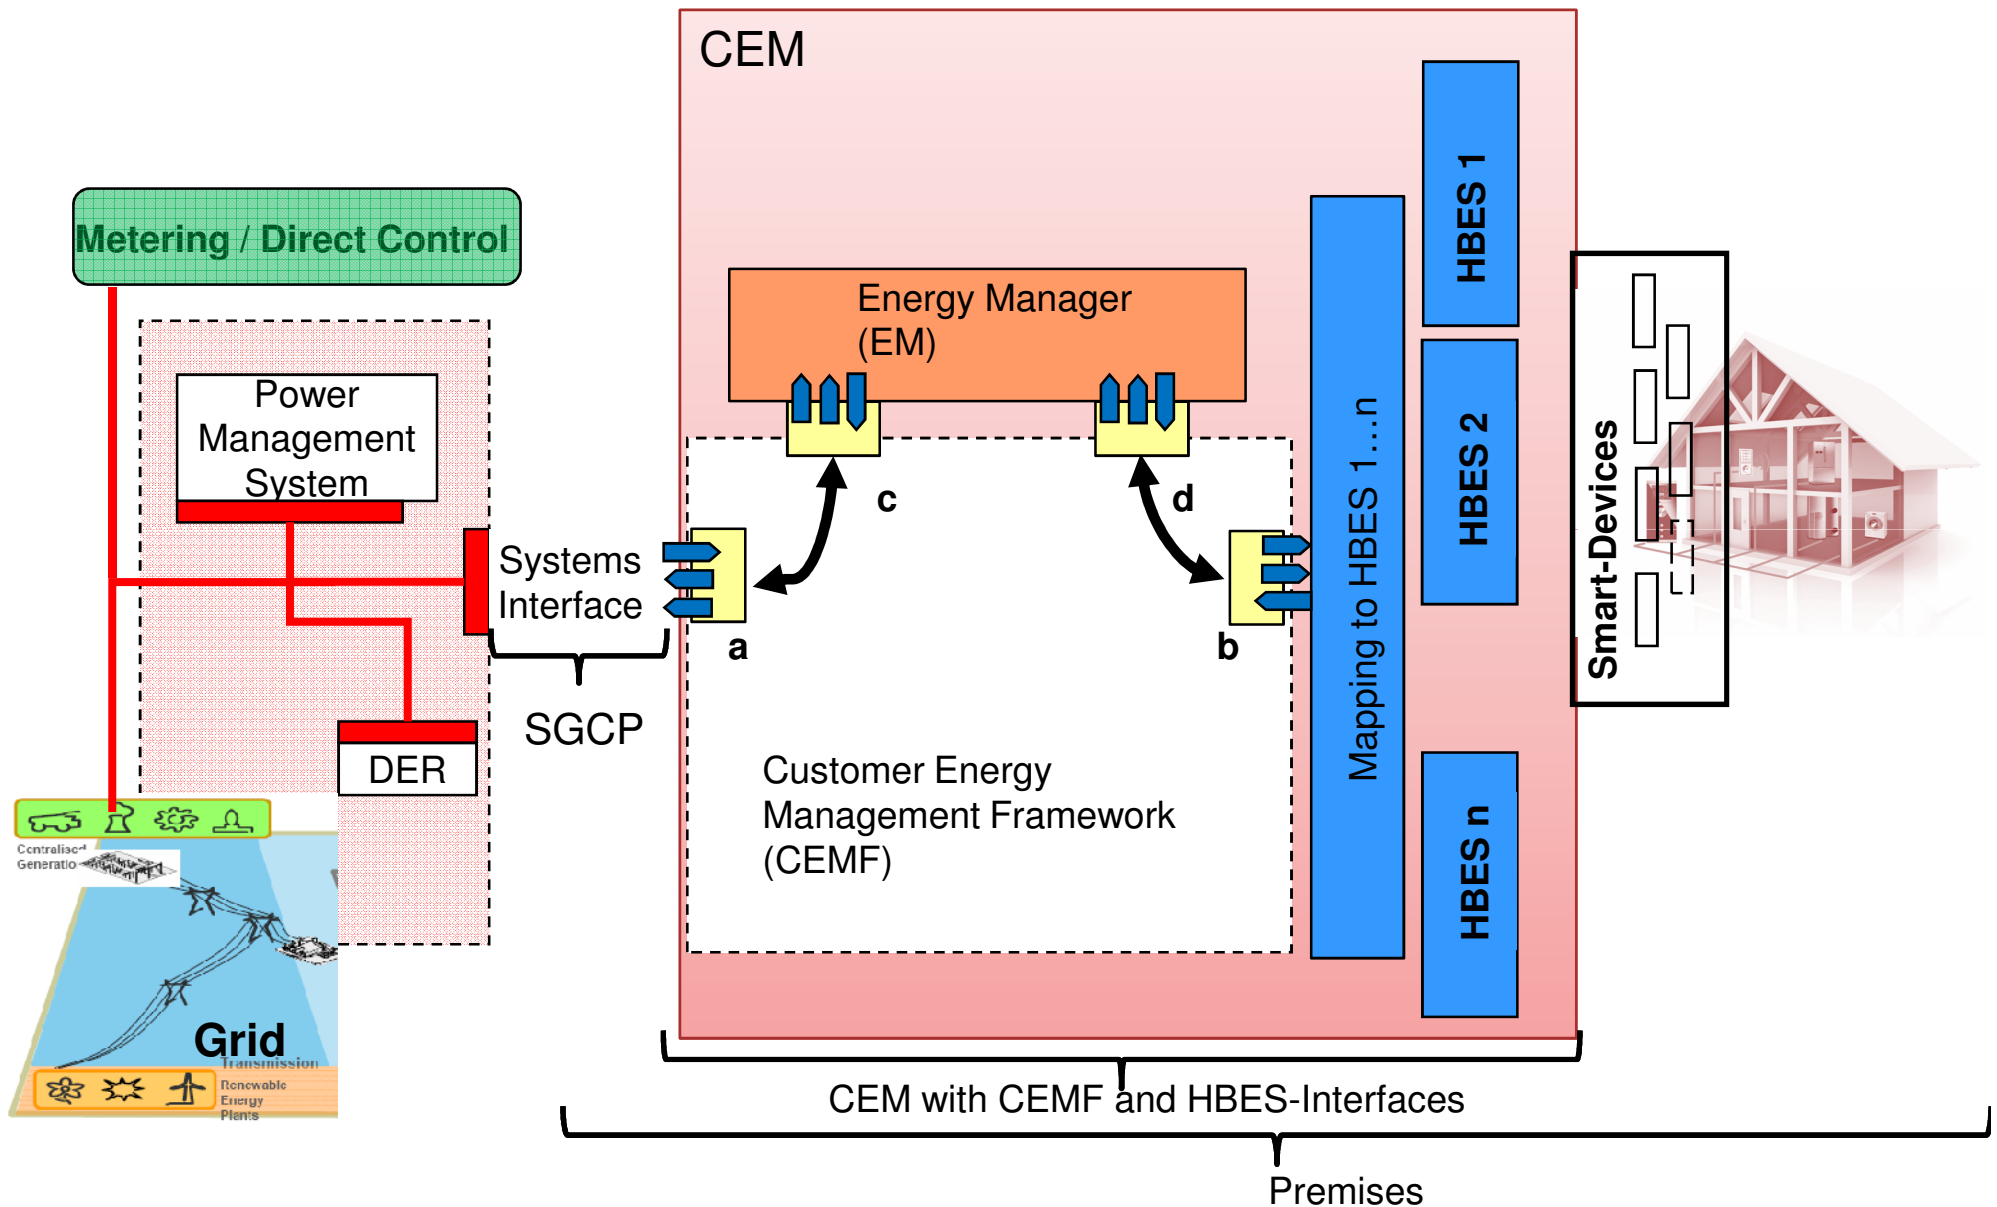 CEM
HBES 1
Metering / Direct Control
Energy Manager
(EM)
Power
Management
System
c
d
Mapping to HBES 1...n
HBES 2
Smart-Devices
Systems
Interface
a
b
SGCP
DER
Customer Energy
Management Framework
(CEMF)
HBES n
Centralised
Generatio
Grid
Transmission
Renewable
Energy
Plants
CEM with CEMF and HBES-Interfaces
Premises